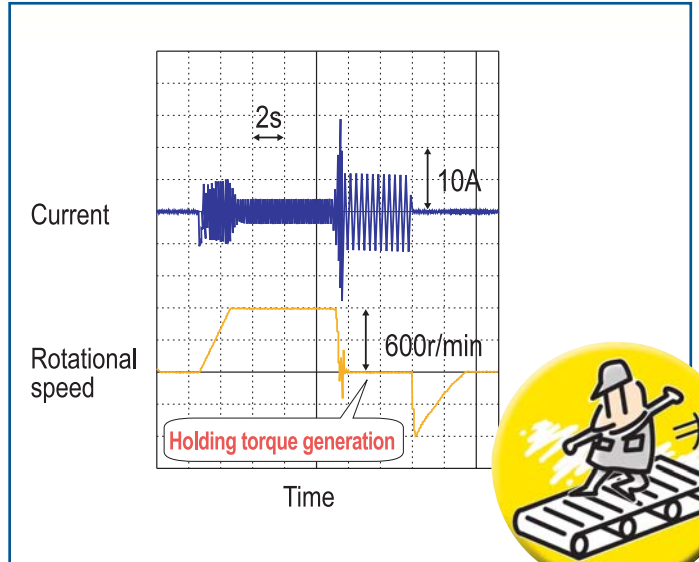 2s
10A
Current
600r/min
Rotational
speed
Holding torque generation
Time